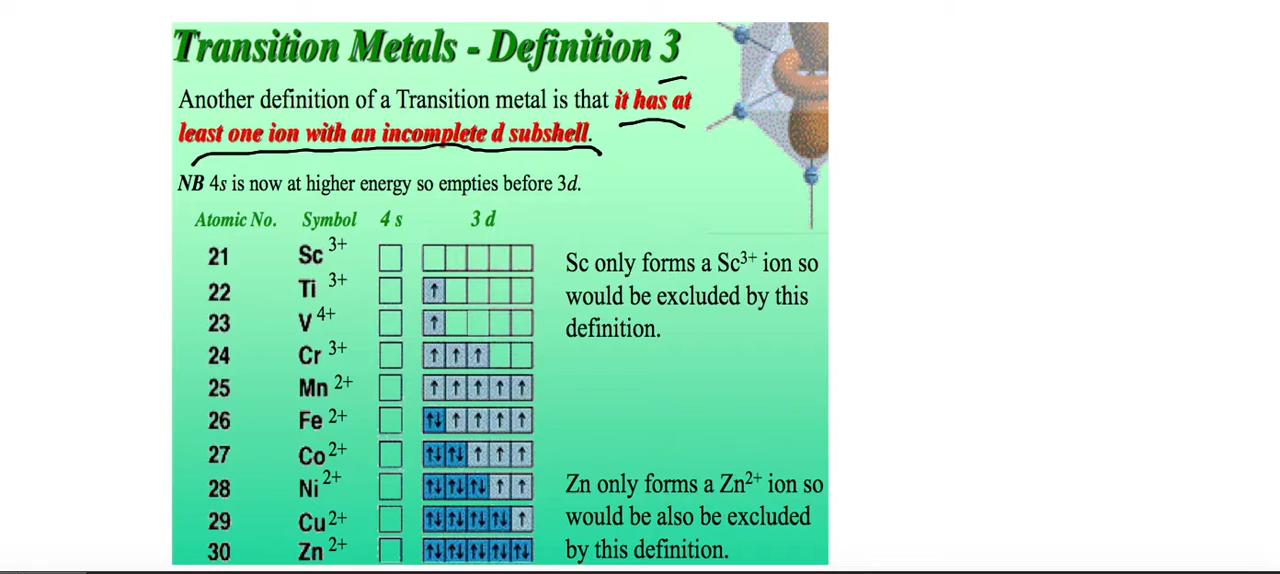 Transition Metals - Definition 3
Another definition of a Transition metal is that it has at
least one ion with an incomplete d subshell.
NB 4s is now at higher energy so empties before 3d.
Atomic No. Symbol 4 s 3 d
21 Sc 3+
22 Ti 3+
23 V 4+
24 Cr 3+
25 Mn 2+
26 Fe 2+
27 Co 2+
28 Ni 2+
29 Cu 2+
30 Zn 2+
Sc only forms a Sc³⁺ ion so
would be excluded by this
definition.
Zn only forms a Zn²⁺ ion so
would be also be excluded
by this definition.